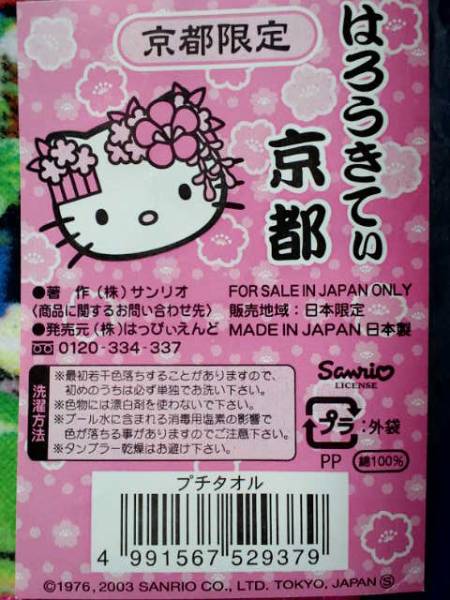 京都限定
はろうきてぃ
京都
●著 作(株)サンリオ
〈商品に関するお問い合わせ先〉
●発売元(株)はっぴいえんど
0120-334-337
FOR SALE IN JAPAN ONLY
販売地域:日本限定
MADE IN JAPAN 日本製
洗濯方法
※最初若干色落ちすることがありますので、
初めのうちは必ず単独でお洗い下さい。
※色物には漂白剤を使わないで下さい。
※プール水に含まれる消毒用塩素の影響で
色が落ちる事がありますのでご注意下さい。
※タンブラー乾燥はお避け下さい。
Sanrio
LICENSE
プラ:外袋
PP 綿100%
プチタオル
4 991567 529379
©1976, 2003 SANRIO CO., LTD. TOKYO, JAPAN Ⓢ